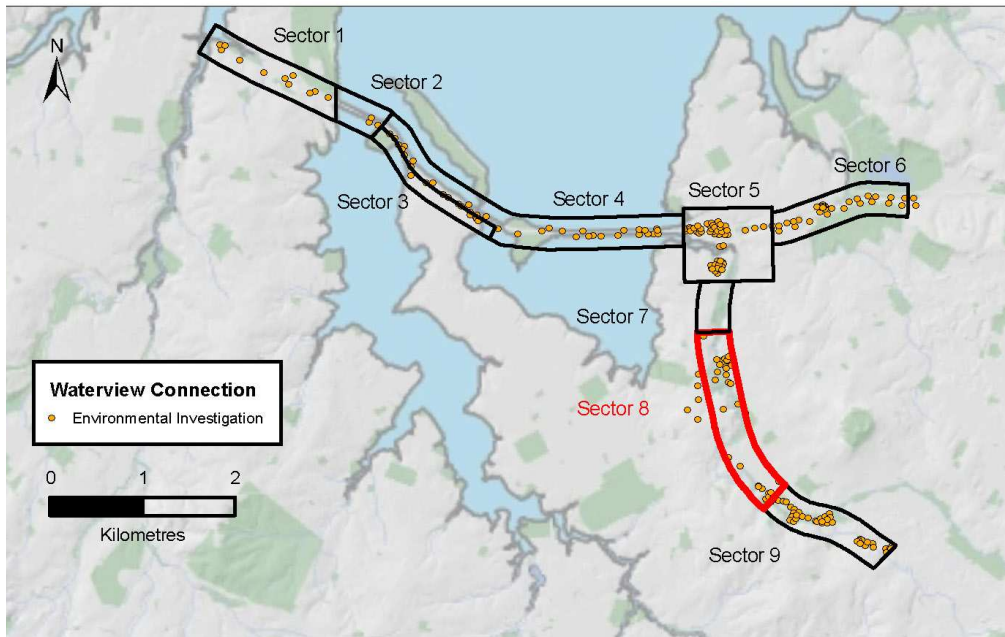 Sector 1
N
Sector 2
Sector 6
Sector 3
Sector 4
Sector 5
Sector 7
Waterview Connection
Environmental Investigation
Sector 8
0 1 2
Kilometres
Sector 9